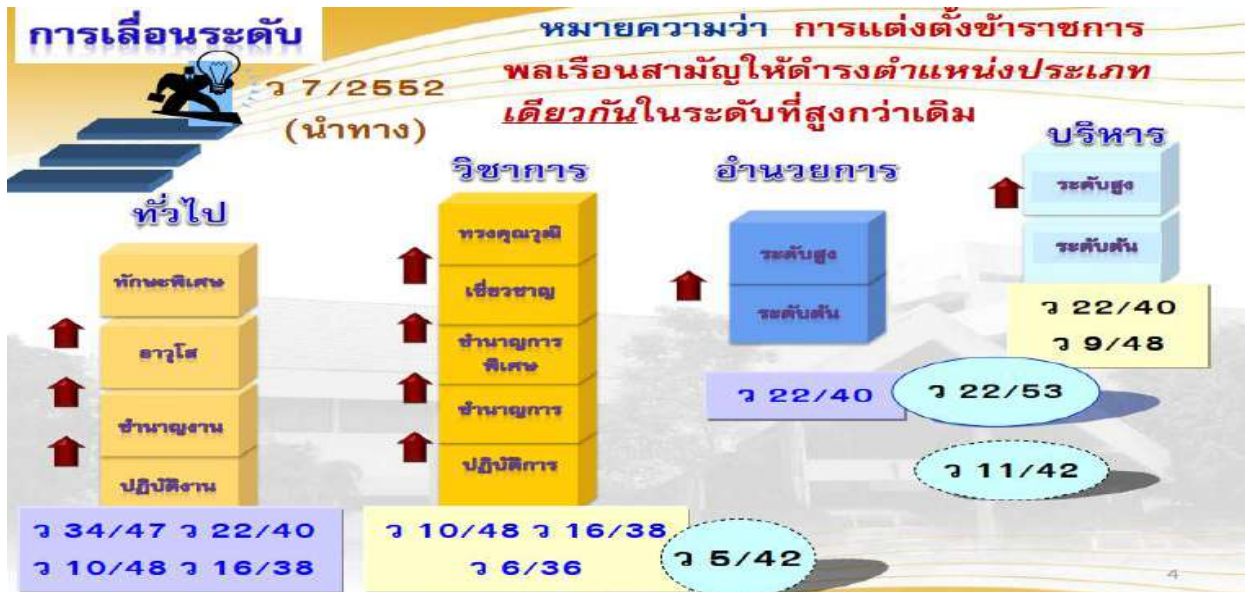 การเลื่อนระดับ
ว 7/2552
(นำทาง)
หมายความว่า การแต่งตั้งข้าราชการ
พลเรือนสามัญให้ดำรงตำแหน่งประเภท
เดียวกันในระดับที่สูงกว่าเดิม
ทั่วไป
ทักษะพิเศษ
อาวุโส
ชำนาญงาน
ปฏิบัติงาน
ว 34/47 ว 22/40
ว 10/48 ว 16/38
วิชาการ
ทรงคุณวุฒิ
เชี่ยวชาญ
ชำนาญการ
พิเศษ
ชำนาญการ
ปฏิบัติการ
ว 10/48 ว 16/38
ว 6/36
ว 5/42
อำนวยการ
ระดับสูง
ระดับต้น
ว 22/40
ว 22/53
ว 11/42
บริหาร
ระดับสูง
ระดับต้น
ว 22/40
ว 9/48
4